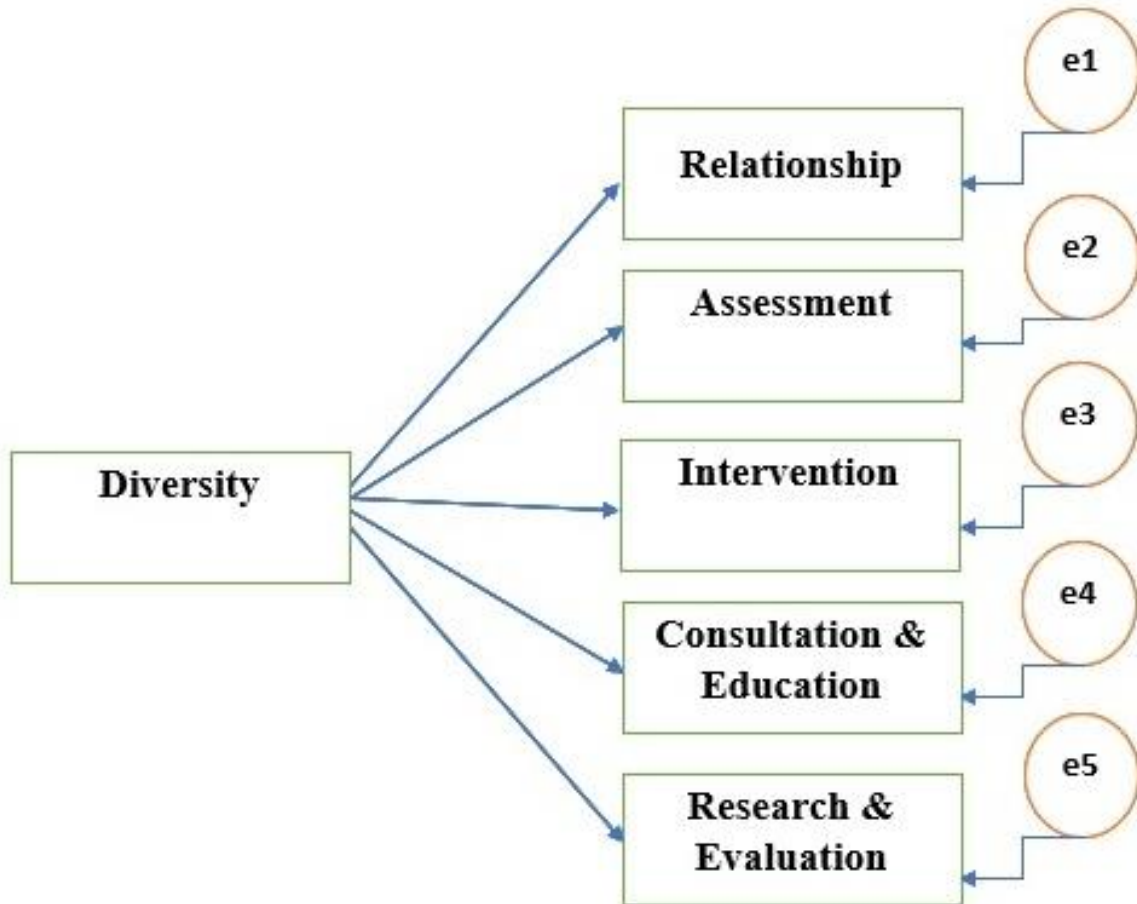 e1
Relationship
e2
Assessment
e3
Diversity
Intervention
e4
Consultation &
Education
e5
Research &
Evaluation